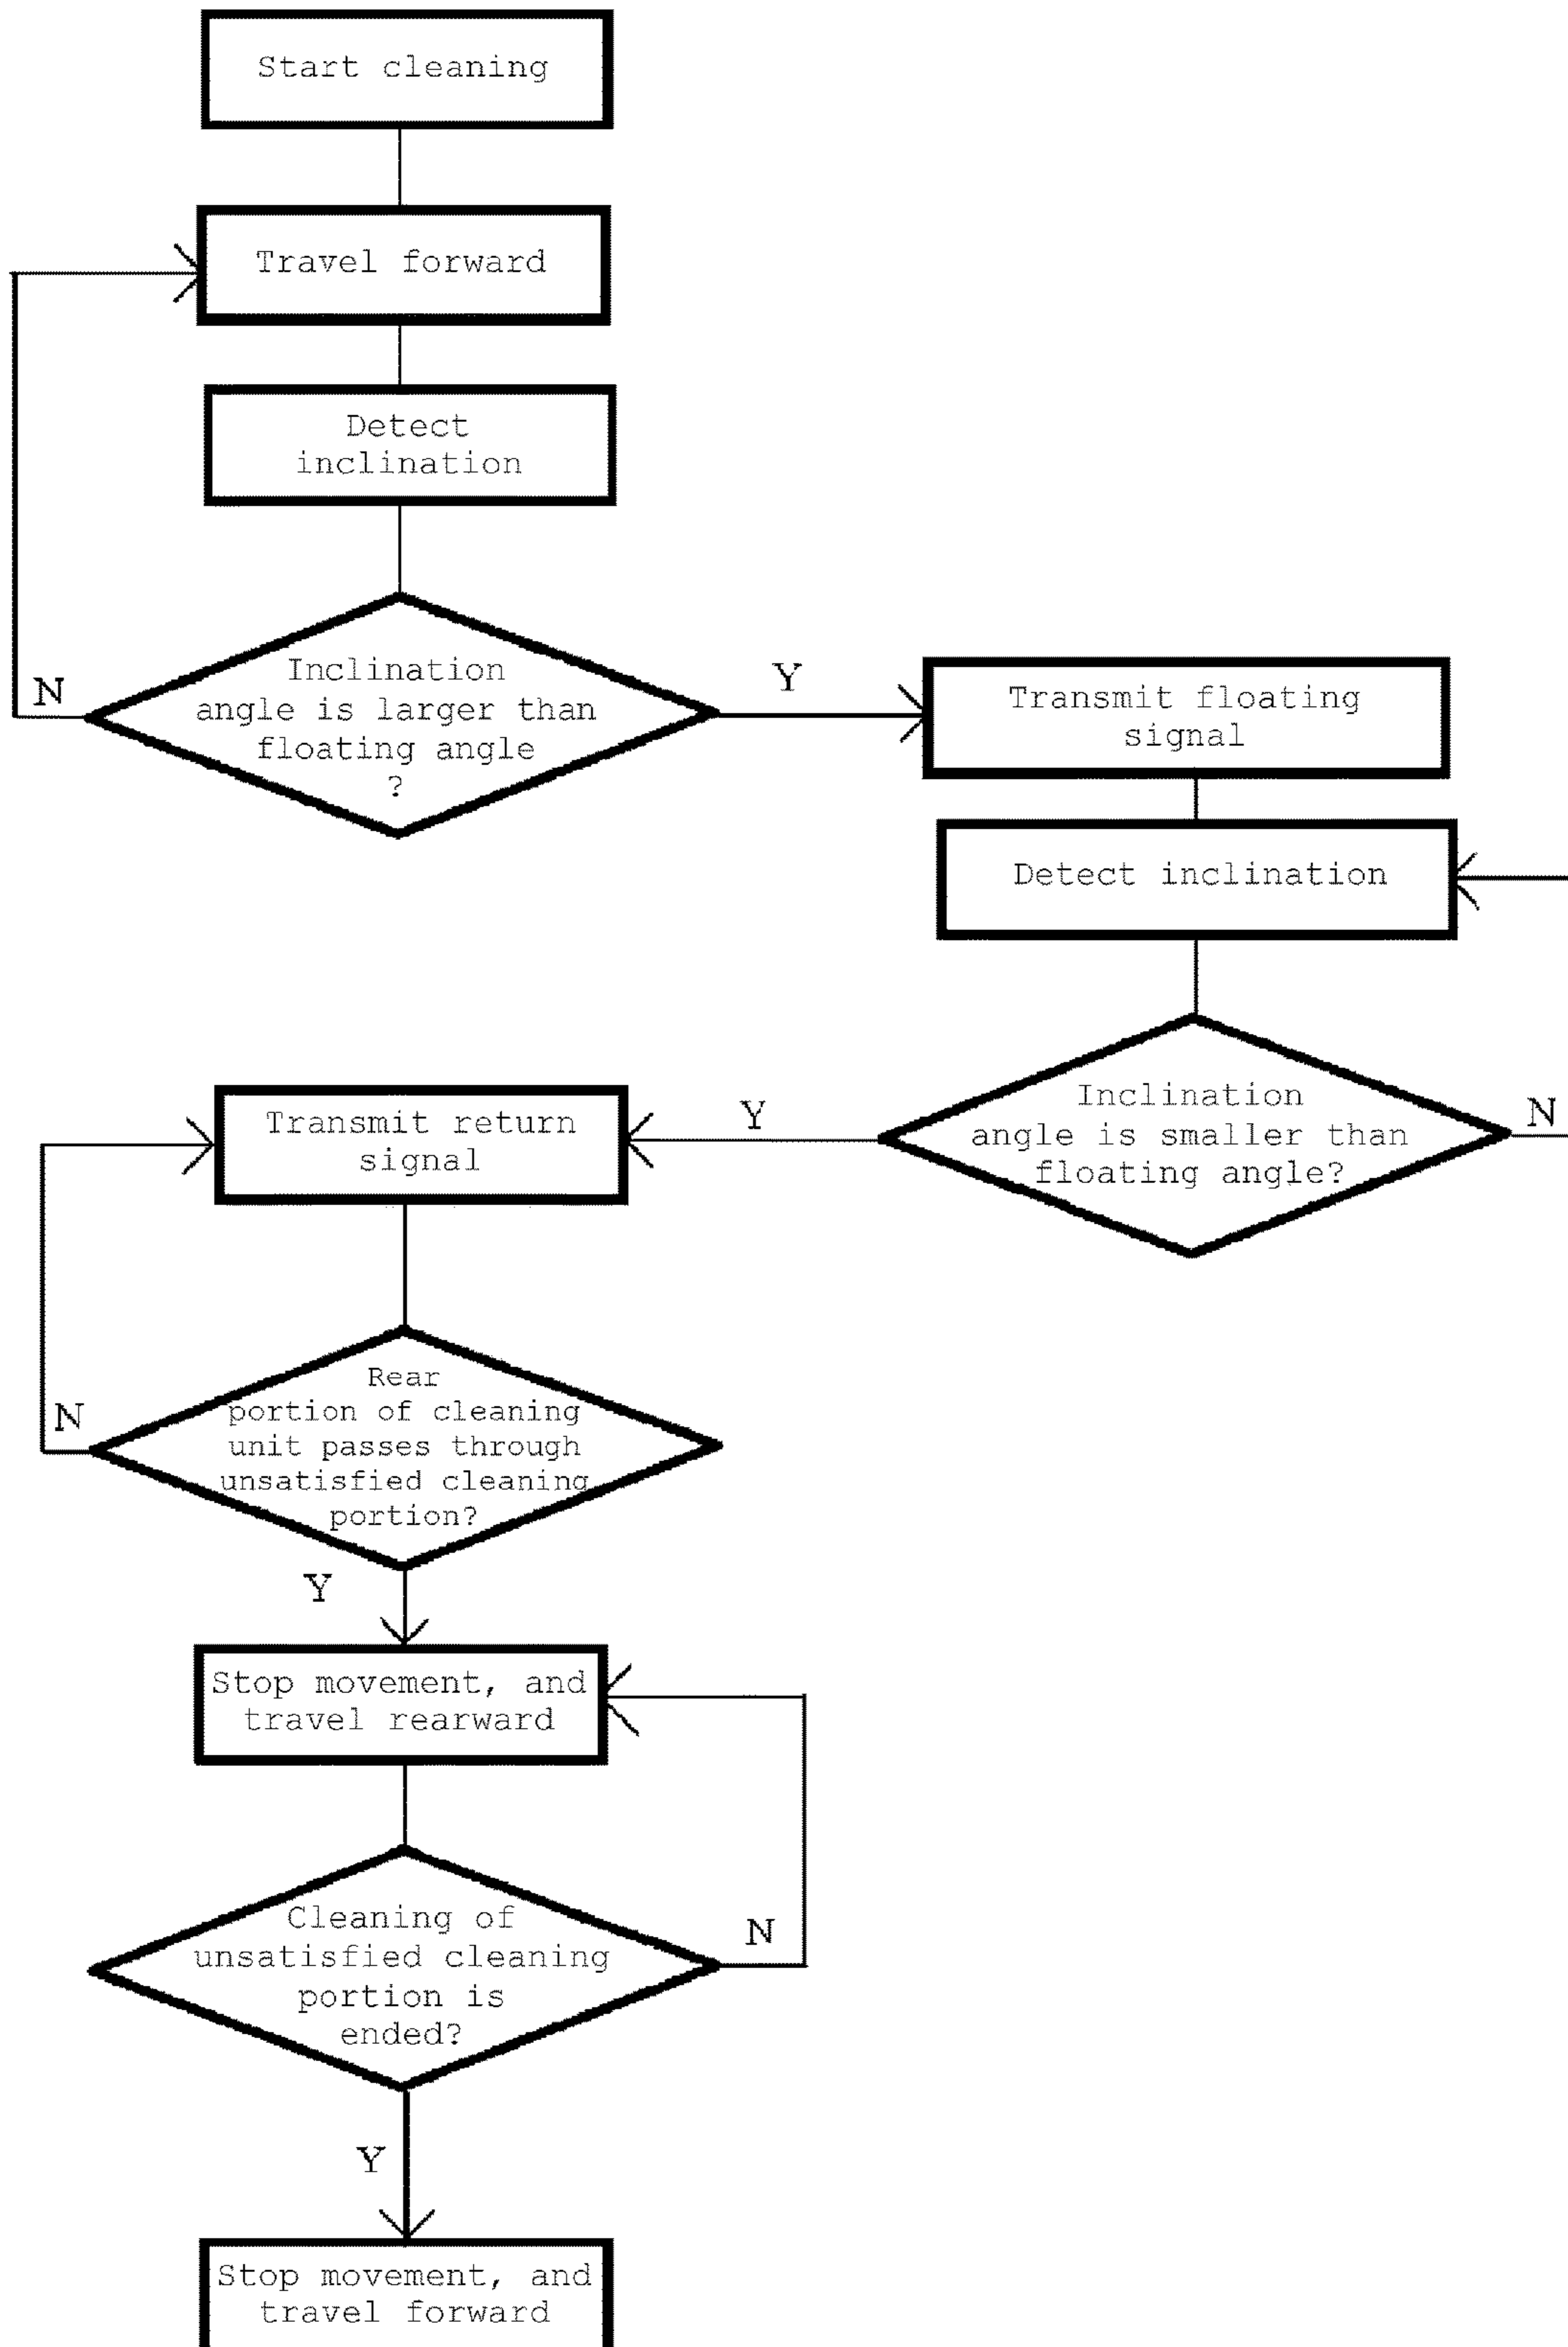 Start cleaning
Travel forward
Detect
inclination
Inclination
angle is larger than
floating angle
?
N
Y
Transmit floating
signal
Detect inclination
Inclination
angle is smaller than
floating angle?
N
Y
Transmit return
signal
Rear
portion of cleaning
unit passes through
unsatisfied cleaning
portion?
N
Y
Stop movement, and
travel rearward
Cleaning of
unsatisfied cleaning
portion is
ended?
N
Y
Stop movement, and
travel forward